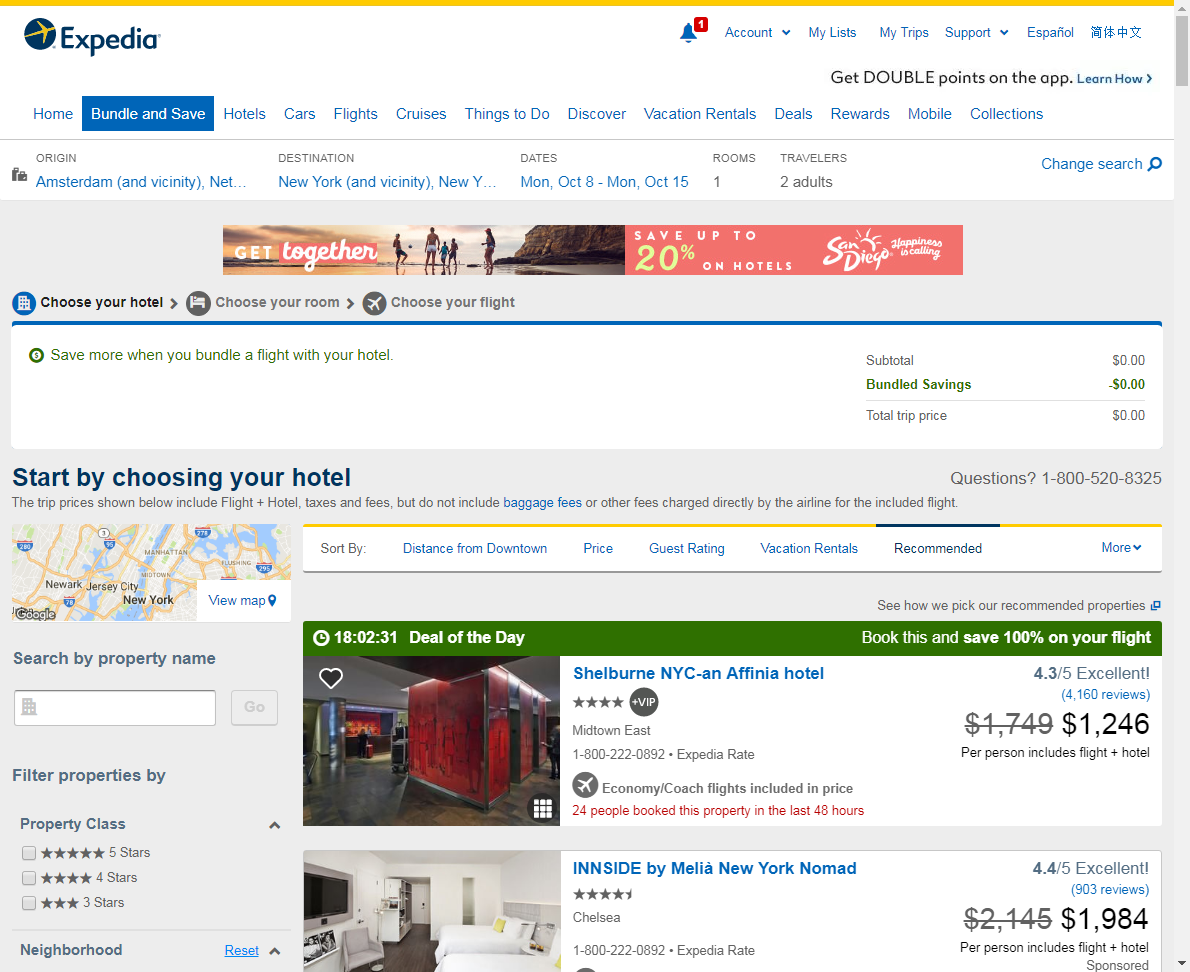 Expedia
1
Account
My Lists
My Trips
Support
Español
简体中文
Get DOUBLE points on the app. Learn How
Home
Bundle and Save
Hotels
Cars
Flights
Cruises
Things to Do
Discover
Vacation Rentals
Deals
Rewards
Mobile
Collections
ORIGIN
Amsterdam (and vicinity), Net...
DESTINATION
New York (and vicinity), New Y...
DATES
Mon, Oct 8 - Mon, Oct 15
ROOMS
1
TRAVELERS
2 adults
Change search
GET together
SAVE UP TO
20% ON HOTELS
San Diego
Happiness is calling
Choose your hotel
Choose your room
Choose your flight
Save more when you bundle a flight with your hotel.
Subtotal $0.00
Bundled Savings -$0.00
Total trip price $0.00
Start by choosing your hotel
Questions? 1-800-520-8325
The trip prices shown below include Flight + Hotel, taxes and fees, but do not include baggage fees or other fees charged directly by the airline for the included flight.
280
3
95
278
MANHATTAN
MIDTOWN
FLUSHING
295
Newark
Jersey City
78
New York
Google
View map
Sort By:
Distance from Downtown
Price
Guest Rating
Vacation Rentals
Recommended
More
See how we pick our recommended properties
Search by property name
Go
Filter properties by
Property Class
5 Stars
4 Stars
3 Stars
Neighborhood
Reset
18:02:31 Deal of the Day
Book this and save 100% on your flight
Shelburne NYC-an Affinia hotel
+VIP
Midtown East
1-800-222-0892 • Expedia Rate
Economy/Coach flights included in price
24 people booked this property in the last 48 hours
4.3/5 Excellent!
(4,160 reviews)
$1,749 $1,246
Per person includes flight + hotel
INNSIDE by Melià New York Nomad
Chelsea
1-800-222-0892 • Expedia Rate
4.4/5 Excellent!
(903 reviews)
$2,145 $1,984
Per person includes flight + hotel
Sponsored